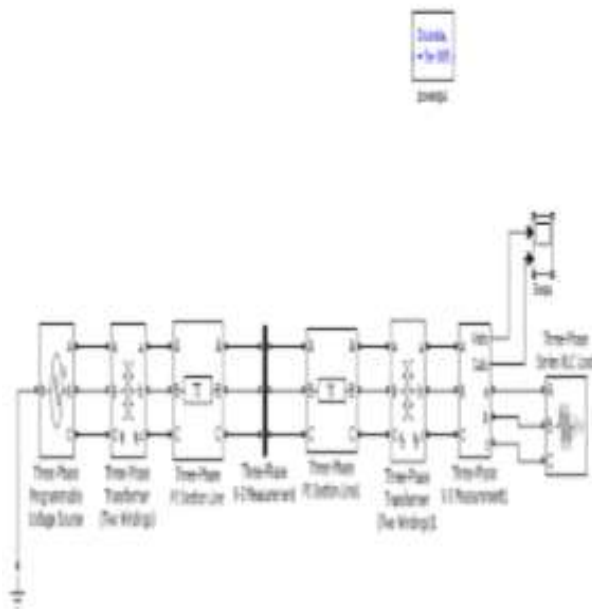 Discrete,
powergui
Scope
Three-Phase
Series RLC Load
A A A A A A A A A A A
B B B B B B B B B
C C C C C C C C C
Three-Phase
Programmable
Voltage Source
Three-Phase
Transformer
(Two Windings)
Three-Phase
PI Section Line
Three-Phase
V-I Measurement
Three-Phase
PI Section Line1
Three-Phase
Transformer
(Two Windings)1
Three-Phase
V-I Measurement1